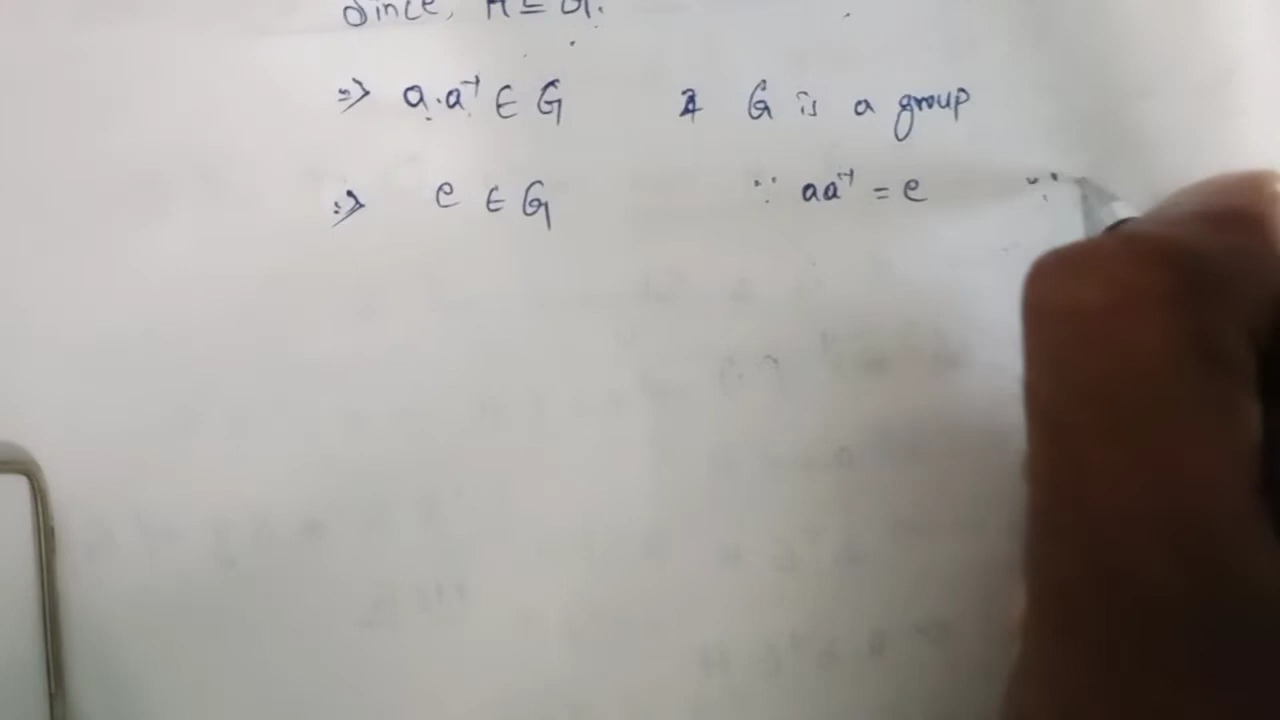 Since, H ⊆ G.
⇒ a.a⁻¹ ∈ G & G is a group
⇒ e ∈ G ∵ aa⁻¹ = e ∵